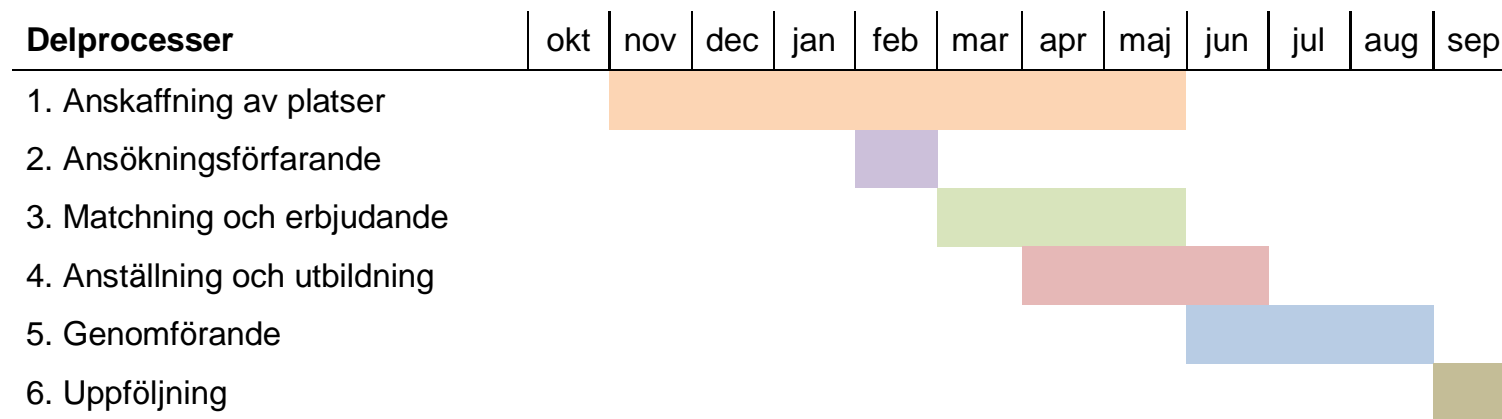 Delprocesser okt nov dec jan feb mar apr maj jun jul aug sep
1. Anskaffning av platser
2. Ansökningsförfarande
3. Matchning och erbjudande
4. Anställning och utbildning
5. Genomförande
6. Uppföljning